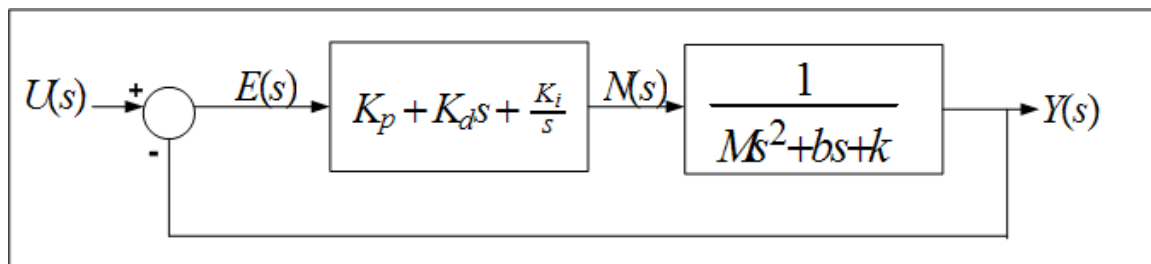 U(s) + - E(s) K_p + K_d s + K_i/s N(s) 1/(Ms^2+bs+k) Y(s)